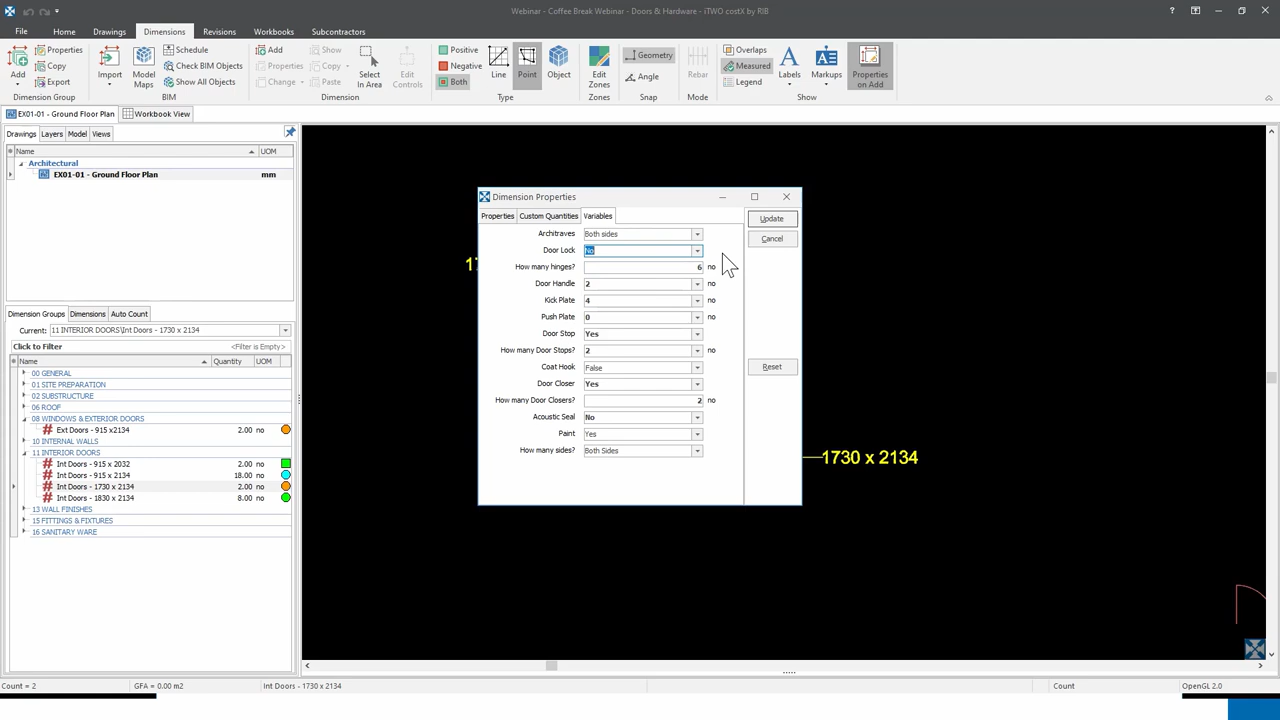 Webinar - Coffee Break Webinar - Doors & Hardware - iTWO costX by RIB
File Home Drawings Dimensions Revisions Workbooks Subcontractors
Properties Schedule Add Show Positive Geometry Overlaps
Copy Check BIM Objects Properties Copy Negative Measured
Export Show All Objects Change Paste Both Angle Legend
Add Import Model Maps Select In Area Edit Controls Line Point Object Edit Zones Rebar Labels Markups Properties on Add
Dimension Group BIM Dimension Type Zones Snap Mode Show
EX01-01 - Ground Floor Plan Workbook View
Drawings Layers Model Views
Name UOM
Architectural
EX01-01 - Ground Floor Plan mm
Dimension Groups Dimensions Auto Count
Current: 11 INTERIOR DOORS\Int Doors - 1730 x 2134
Click to Filter <Filter is Empty>
Name Quantity UOM
00 GENERAL
01 SITE PREPARATION
02 SUBSTRUCTURE
06 ROOF
08 WINDOWS & EXTERIOR DOORS
Ext Doors - 915 x2134 2.00 no
10 INTERNAL WALLS
11 INTERIOR DOORS
Int Doors - 915 x 2032 2.00 no
Int Doors - 915 x 2134 18.00 no
Int Doors - 1730 x 2134 2.00 no
Int Doors - 1830 x 2134 8.00 no
13 WALL FINISHES
15 FITTINGS & FIXTURES
16 SANITARY WARE
Dimension Properties
Properties Custom Quantities Variables
Architraves Both sides
Door Lock No
How many hinges? 6 no
Door Handle 2 no
Kick Plate 4 no
Push Plate 0 no
Door Stop Yes
How many Door Stops? 2 no
Coat Hook False
Door Closer Yes
How many Door Closers? 2 no
Acoustic Seal No
Paint Yes
How many sides? Both Sides
Update
Cancel
Reset
17
1730 x 2134
Count = 2 GFA = 0.00 m2 Int Doors - 1730 x 2134 Count OpenGL 2.0